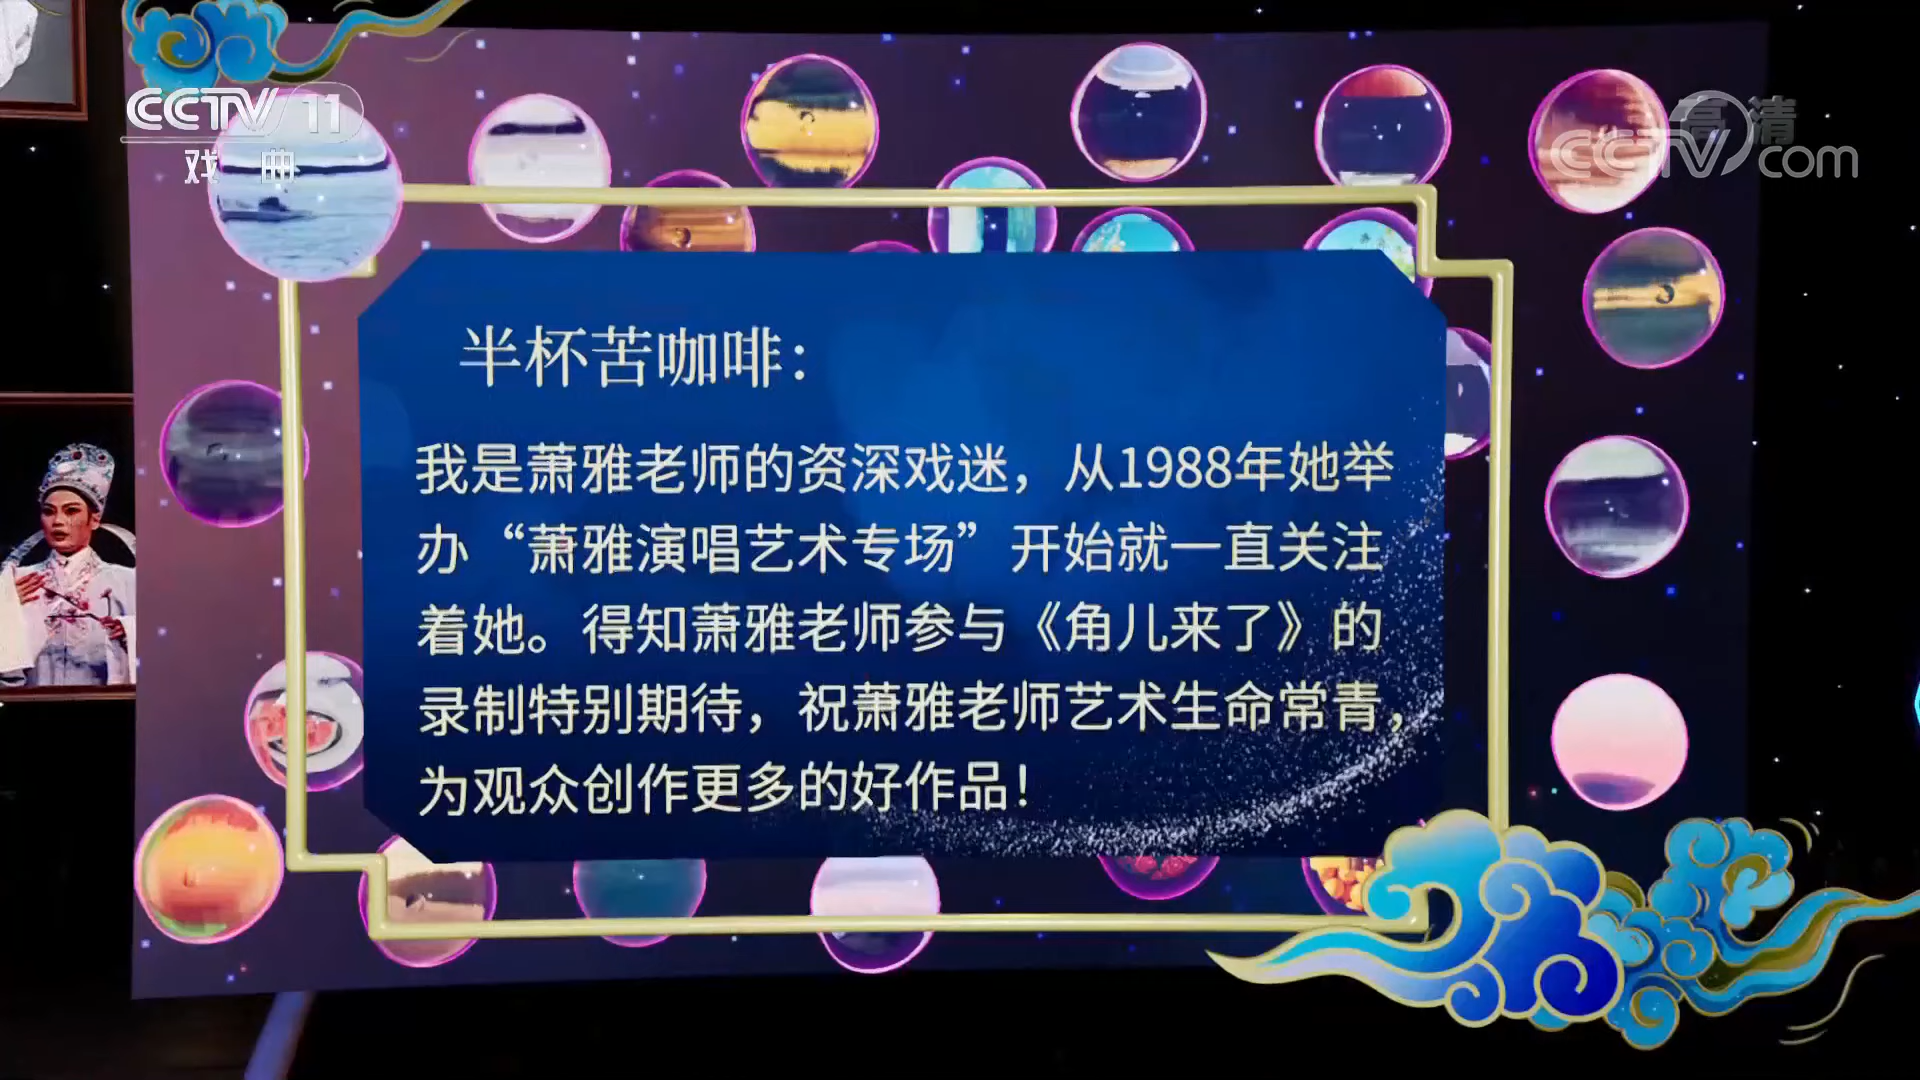 CCTV 11
戏曲
高清
CCTV com
半杯苦咖啡：
我是萧雅老师的资深戏迷，从1988年她举
办“萧雅演唱艺术专场”开始就一直关注
着她。得知萧雅老师参与《角儿来了》的
录制特别期待，祝萧雅老师艺术生命常青，
为观众创作更多的好作品！